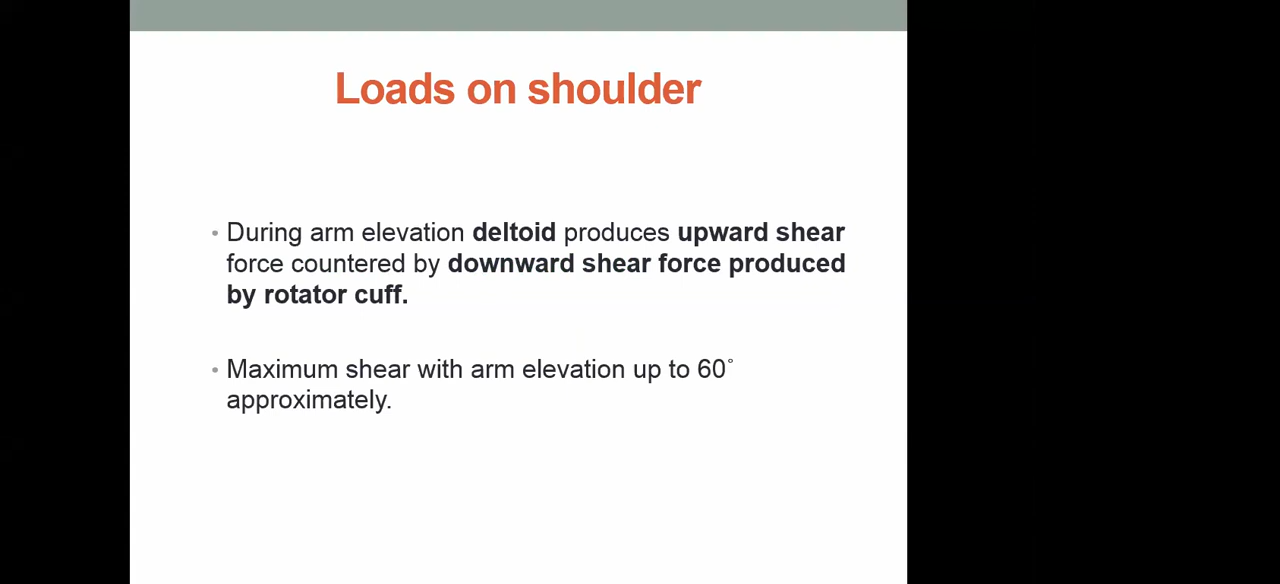 Loads on shoulder
• During arm elevation deltoid produces upward shear
force countered by downward shear force produced
by rotator cuff.
• Maximum shear with arm elevation up to 60˚
approximately.